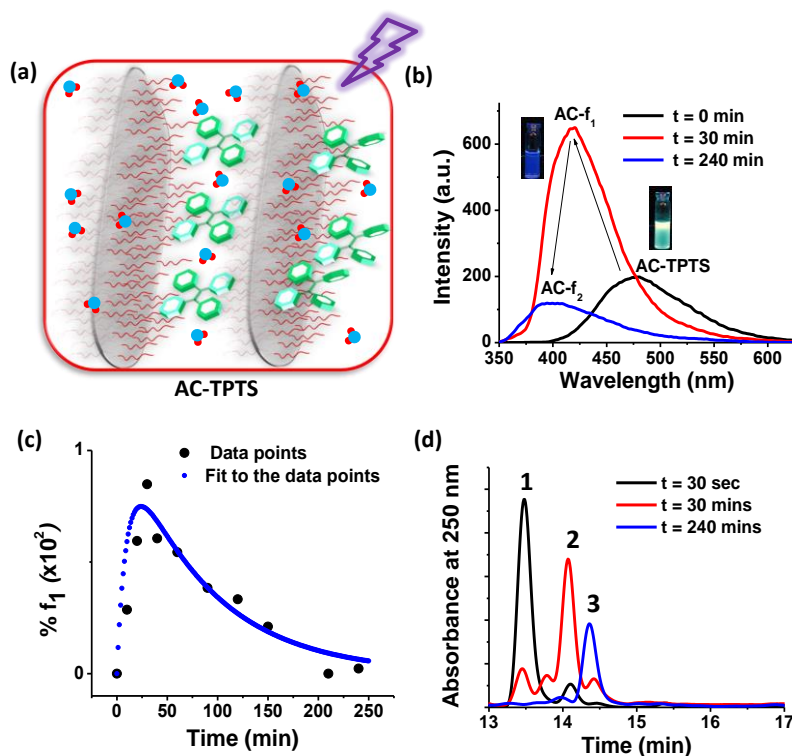 (a)
AC-TPTS
(b)
AC-f₁
t = 0 min
t = 30 min
t = 240 min
AC-TPTS
AC-f₂
Intensity (a.u.)
600
400
200
0
350 400 450 500 550 600
Wavelength (nm)
(c)
Data points
Fit to the data points
% f₁ (x10²)
1
0
0 50 100 150 200 250
Time (min)
(d)
1
2
3
t = 30 sec
t = 30 mins
t = 240 mins
Absorbance at 250 nm
13 14 15 16 17
Time (min)